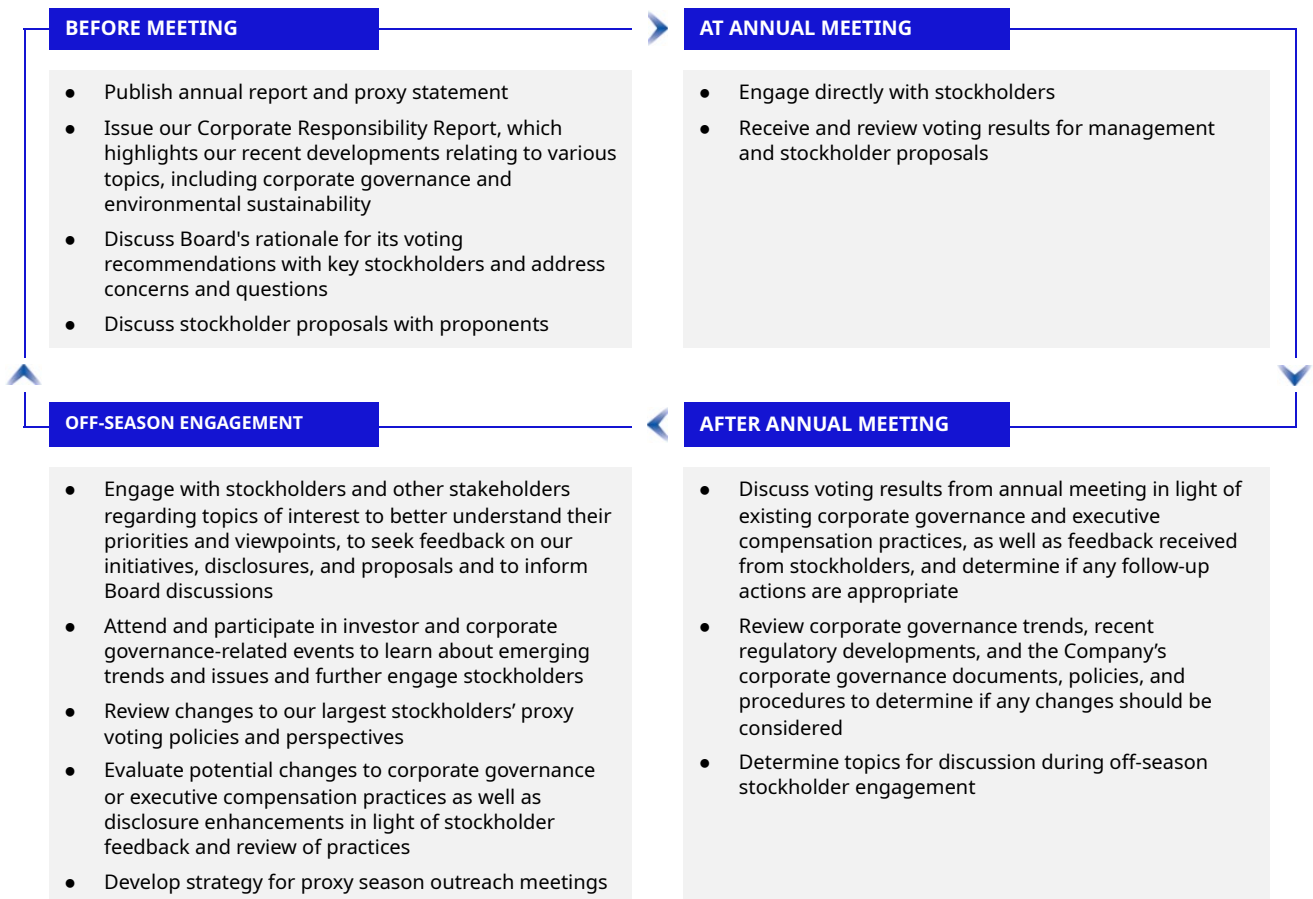 BEFORE MEETING
● Publish annual report and proxy statement
● Issue our Corporate Responsibility Report, which
highlights our recent developments relating to various
topics, including corporate governance and
environmental sustainability
● Discuss Board's rationale for its voting
recommendations with key stockholders and address
concerns and questions
● Discuss stockholder proposals with proponents
AT ANNUAL MEETING
● Engage directly with stockholders
● Receive and review voting results for management
and stockholder proposals
AFTER ANNUAL MEETING
● Discuss voting results from annual meeting in light of
existing corporate governance and executive
compensation practices, as well as feedback received
from stockholders, and determine if any follow-up
actions are appropriate
● Review corporate governance trends, recent
regulatory developments, and the Company’s
corporate governance documents, policies, and
procedures to determine if any changes should be
considered
● Determine topics for discussion during off-season
stockholder engagement
OFF-SEASON ENGAGEMENT
● Engage with stockholders and other stakeholders
regarding topics of interest to better understand their
priorities and viewpoints, to seek feedback on our
initiatives, disclosures, and proposals and to inform
Board discussions
● Attend and participate in investor and corporate
governance-related events to learn about emerging
trends and issues and further engage stockholders
● Review changes to our largest stockholders’ proxy
voting policies and perspectives
● Evaluate potential changes to corporate governance
or executive compensation practices as well as
disclosure enhancements in light of stockholder
feedback and review of practices
● Develop strategy for proxy season outreach meetings